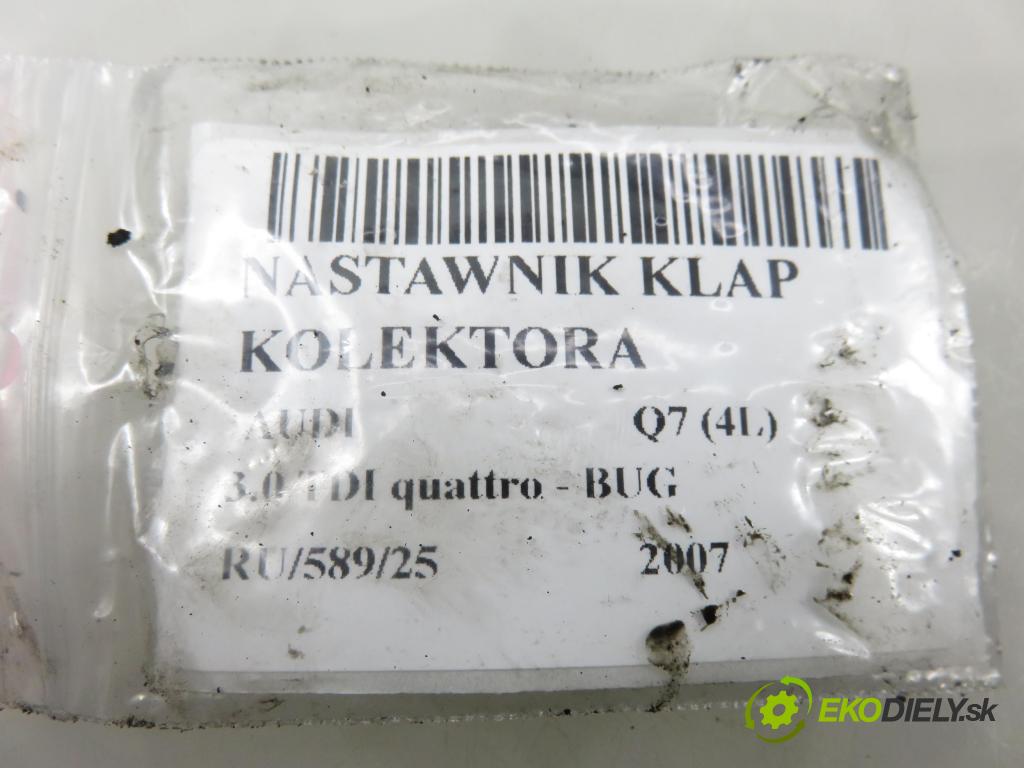 NASTAWNIK KLAP
KOLEKTORA
AUDI Q7 (4L)
3.0 TDI quattro - BUG
RU/589/25 2007
EKODIELY.sk